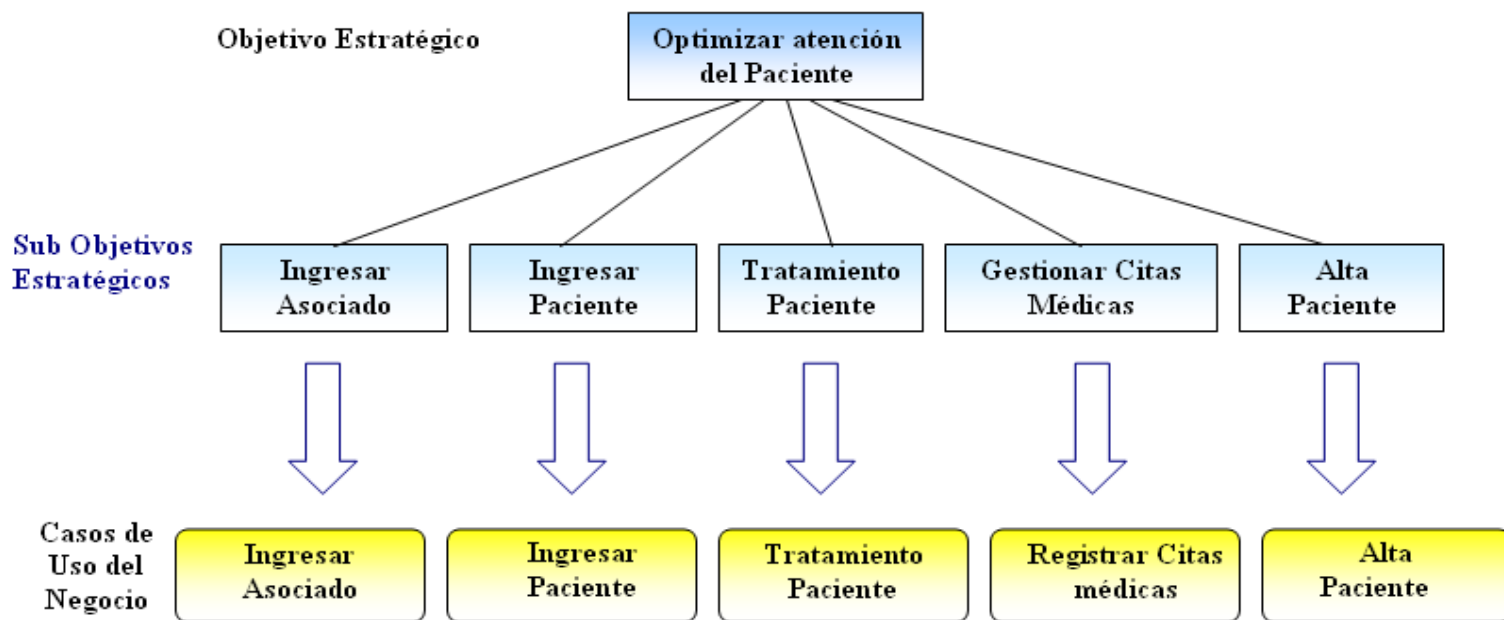 Objetivo Estratégico
Optimizar atención
del Paciente
Sub Objetivos
Estratégicos
Ingresar
Asociado
Ingresar
Paciente
Tratamiento
Paciente
Gestionar Citas
Médicas
Alta
Paciente
Casos de
Uso del
Negocio
Ingresar
Asociado
Ingresar
Paciente
Tratamiento
Paciente
Registrar Citas
médicas
Alta
Paciente